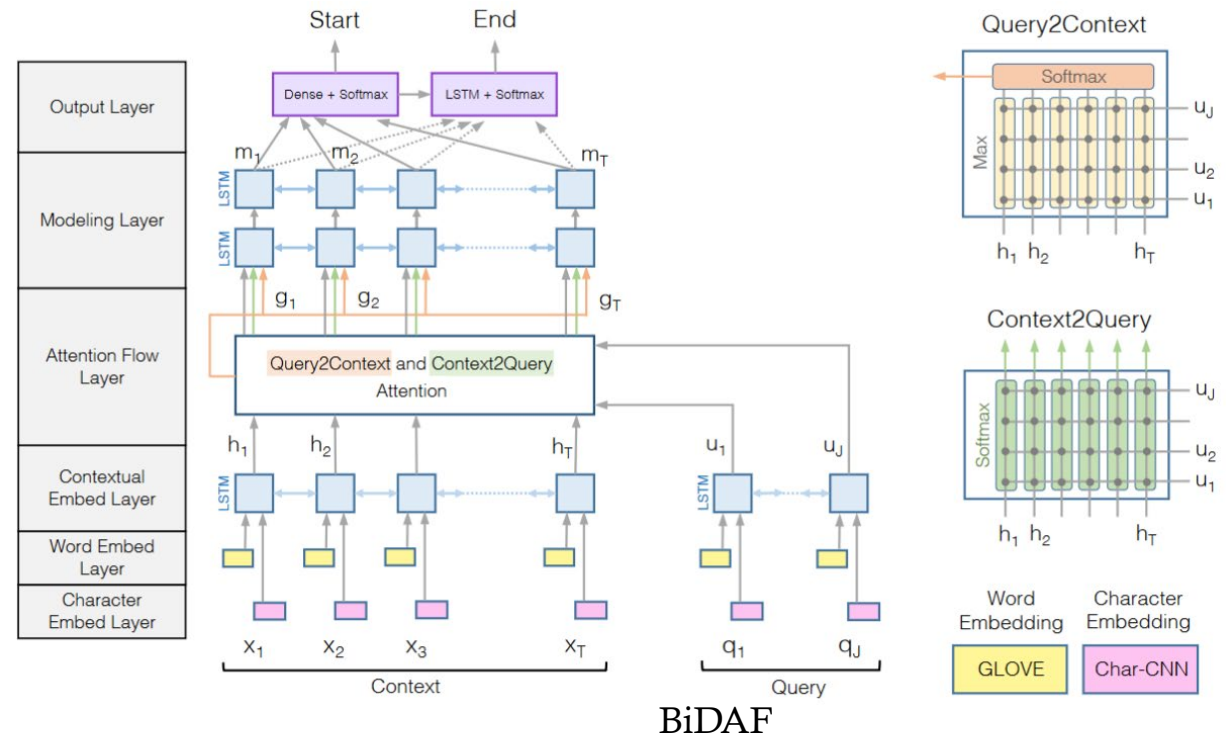 Start End
Query2Context
Output Layer
Dense + Softmax
LSTM + Softmax
Softmax
Max
u_J
u_2
u_1
h_1 h_2 h_T
m_1 m_2 m_T
Modeling Layer
LSTM
LSTM
g_1 g_2 g_T
Attention Flow
Layer
Query2Context and Context2Query
Attention
Context2Query
Softmax
u_J
u_2
u_1
h_1 h_2 h_T
h_1 h_2 h_T
u_1 u_J
Contextual
Embed Layer
LSTM
LSTM
Word Embed
Layer
Character
Embed Layer
x_1 x_2 x_3 x_T
q_1 q_J
Context
Query
Word
Embedding
Character
Embedding
GLOVE
Char-CNN
BiDAF